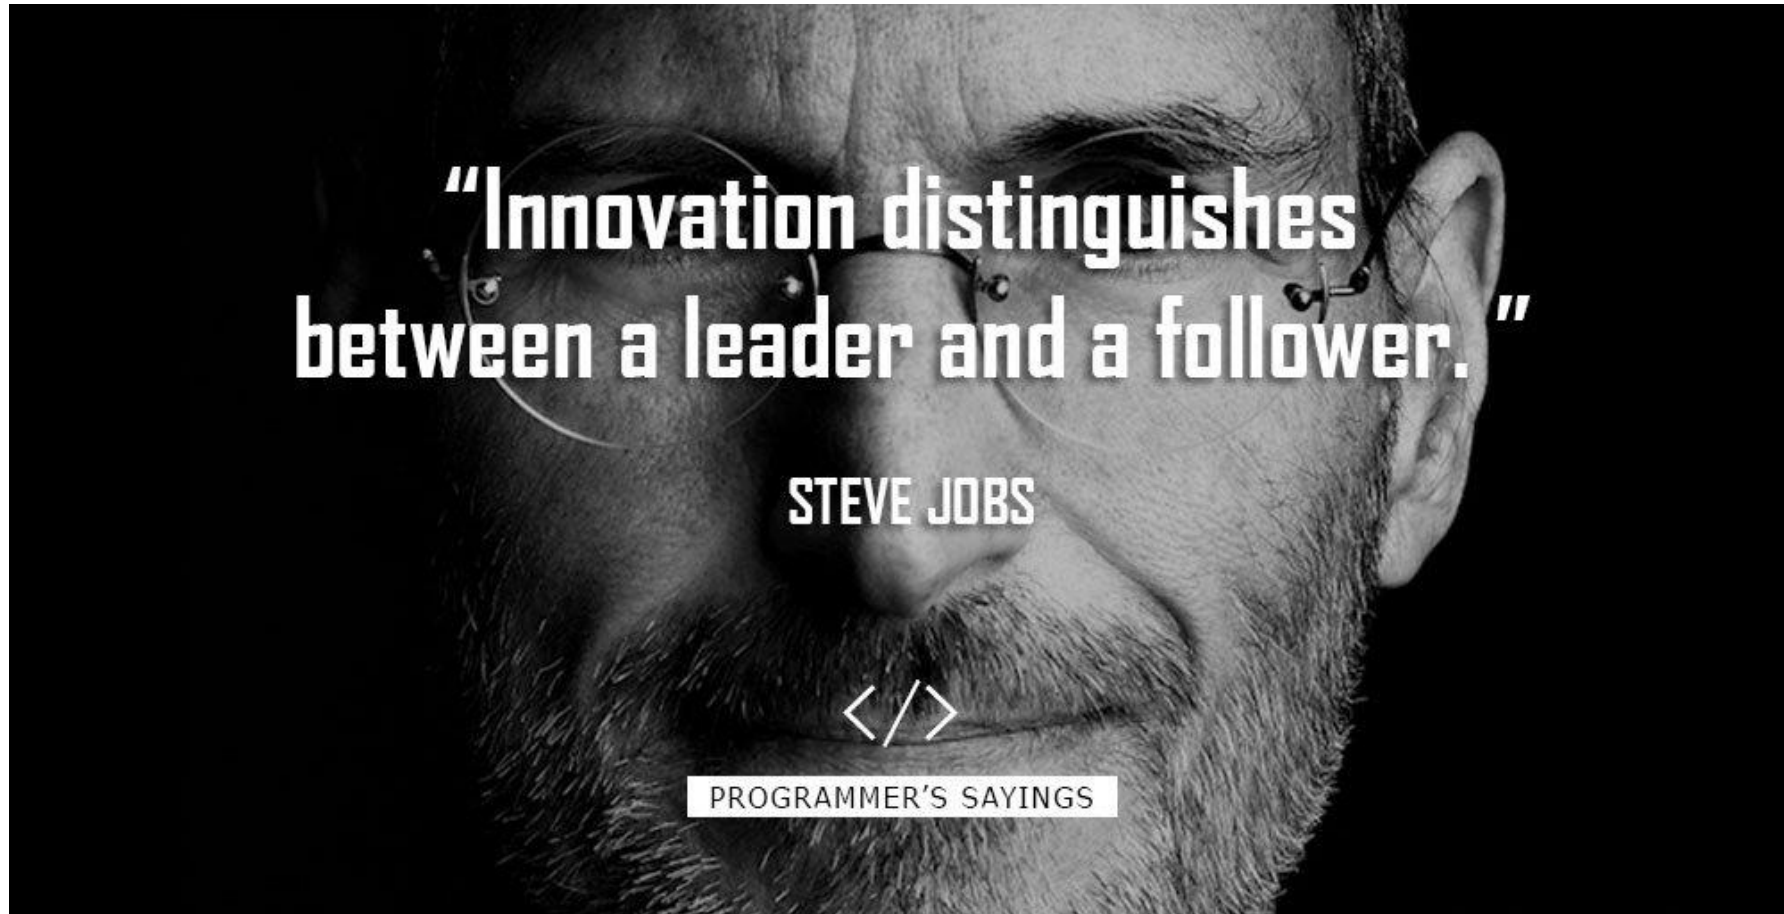 “Innovation distinguishes
between a leader and a follower. ”
STEVE JOBS
</>
PROGRAMMER’S SAYINGS